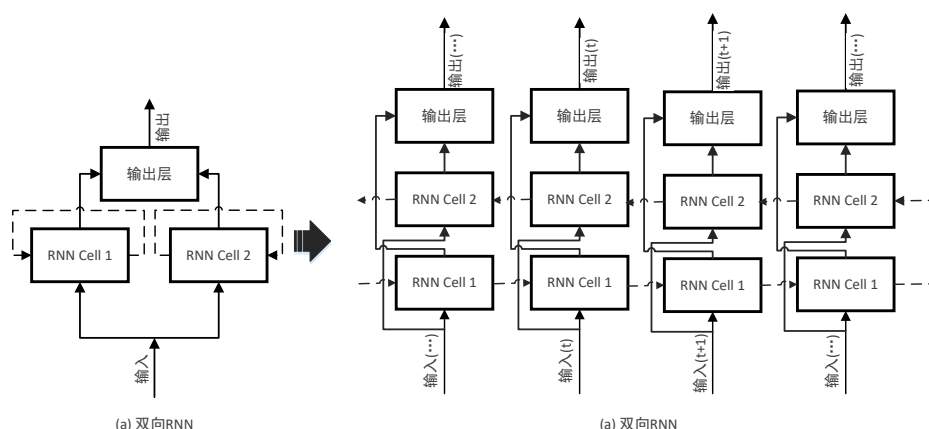 输出
输出层
RNN Cell 1
RNN Cell 2
输入
(a) 双向RNN
输出(…)
输出(t)
输出(t+1)
输出(…)
输出层
输出层
输出层
输出层
RNN Cell 2
RNN Cell 2
RNN Cell 2
RNN Cell 2
RNN Cell 1
RNN Cell 1
RNN Cell 1
RNN Cell 1
输入(…)
输入(t)
输入(t+1)
输入(…)
(a) 双向RNN